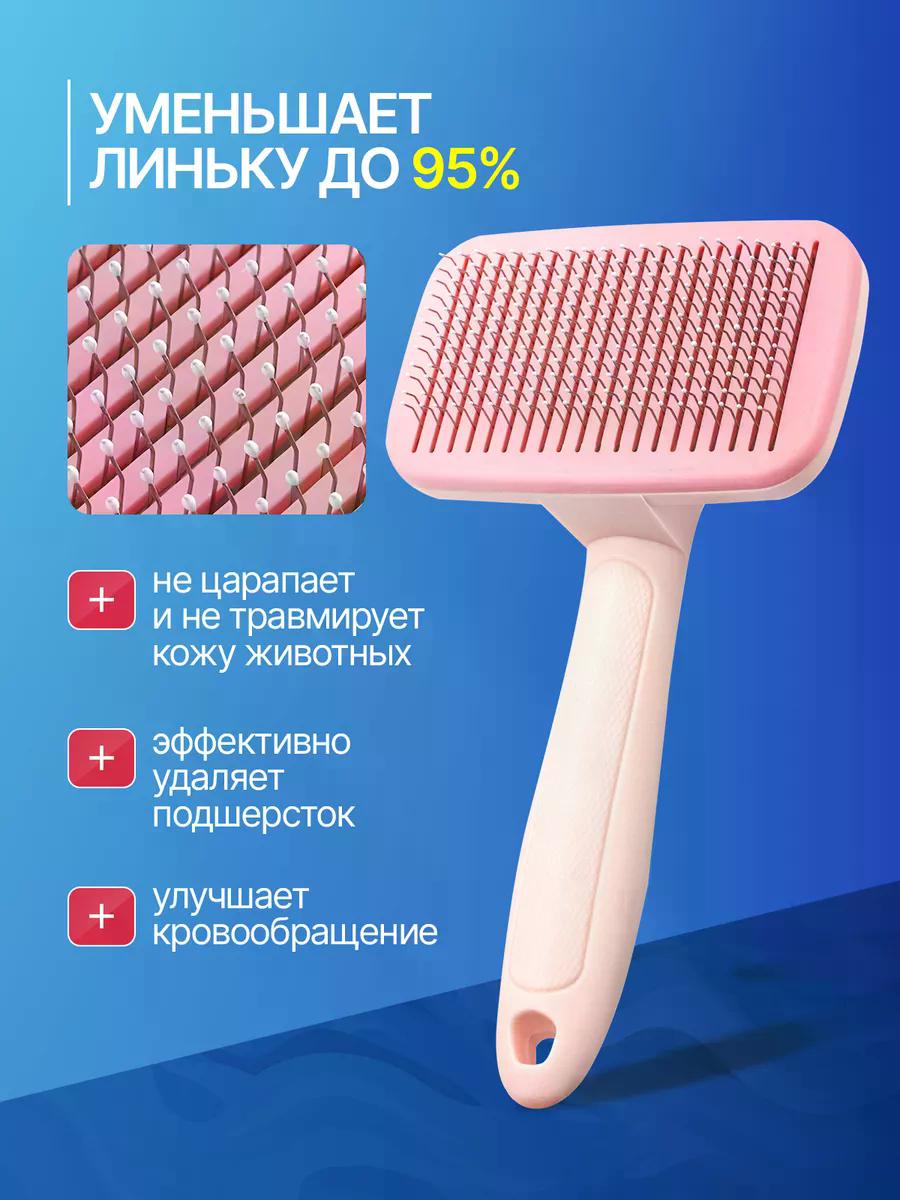 УМЕНЬШАЕТ
ЛИНЬКУ ДО 95%
+ не царапает
и не травмирует
кожу животных
+ эффективно
удаляет
подшерсток
+ улучшает
кровообращение